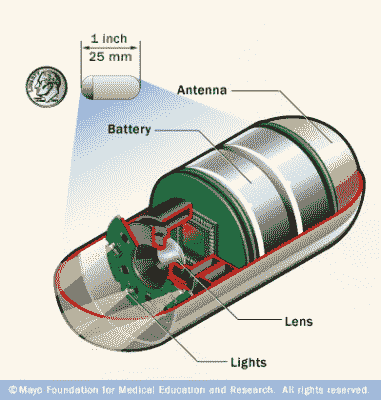 1 inch
25 mm
Antenna
Battery
Lens
Lights
©Mayo Foundation for Medical Education and Research. All rights reserved.